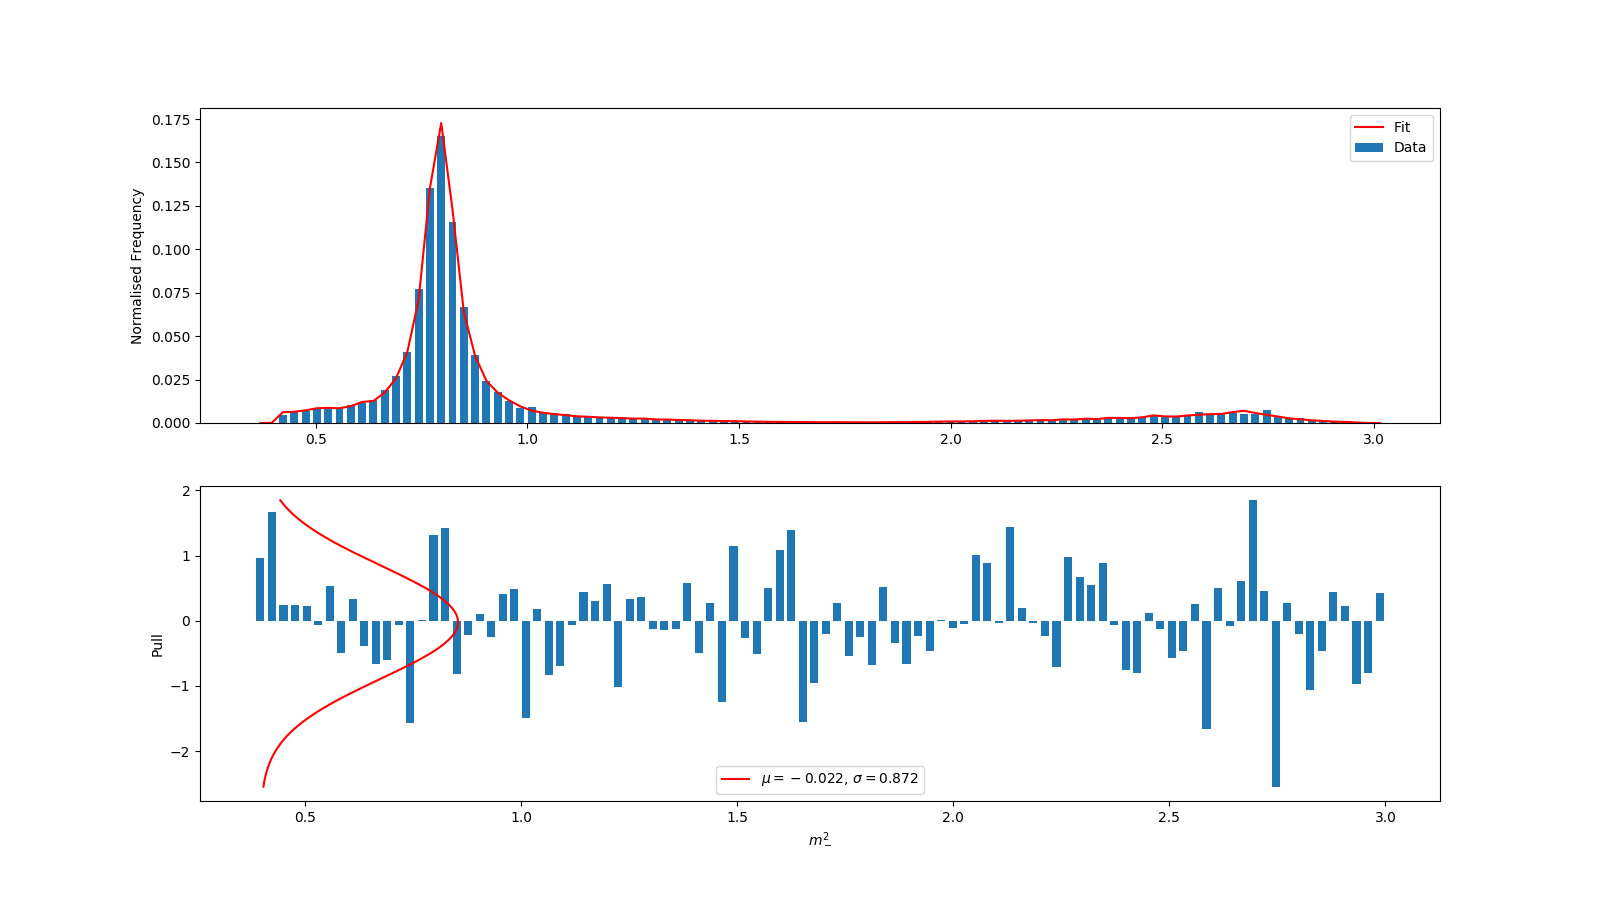 0.175
0.150
0.125
0.100
0.075
0.050
0.025
0.000
Normalised Frequency
Fit
Data
0.5 1.0 1.5 2.0 2.5 3.0
2
1
0
−1
−2
Pull
μ = −0.022, σ = 0.872
0.5 1.0 1.5 2.0 2.5 3.0
m²₋